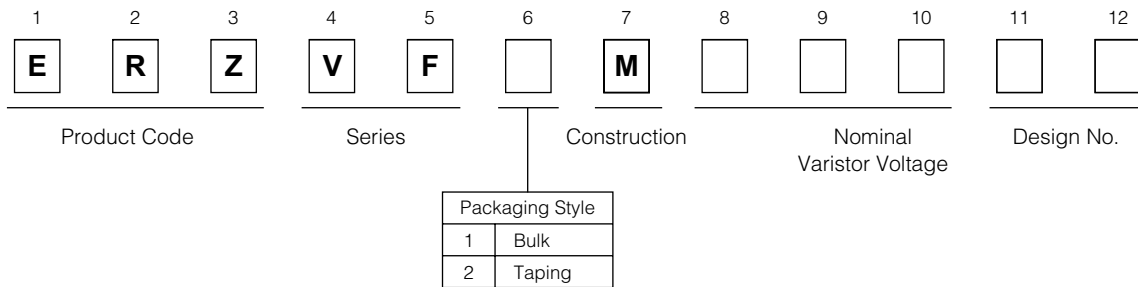 1 2 3 4 5 6 7 8 9 10 11 12
E R Z V F M
Product Code Series Construction Nominal Varistor Voltage Design No.
Packaging Style
1 Bulk
2 Taping